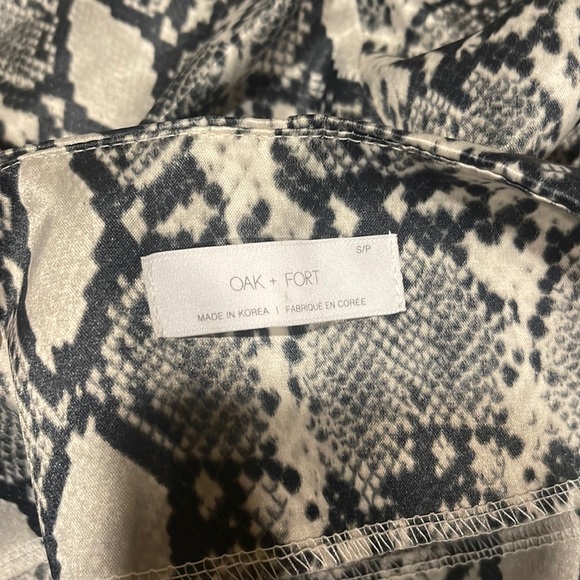 S/P
OAK + FORT
MADE IN KOREA | FABRIQUÉ EN CORÉE